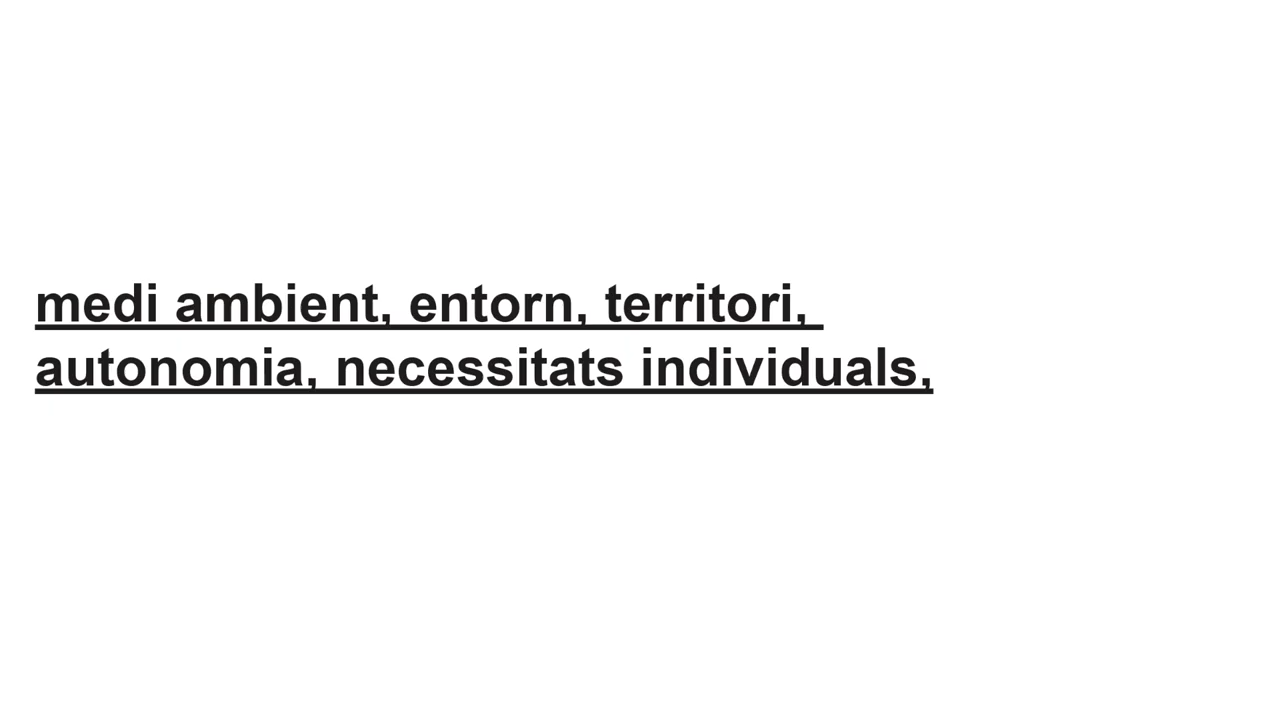 medi ambient, entorn, territori,
autonomia, necessitats individuals,